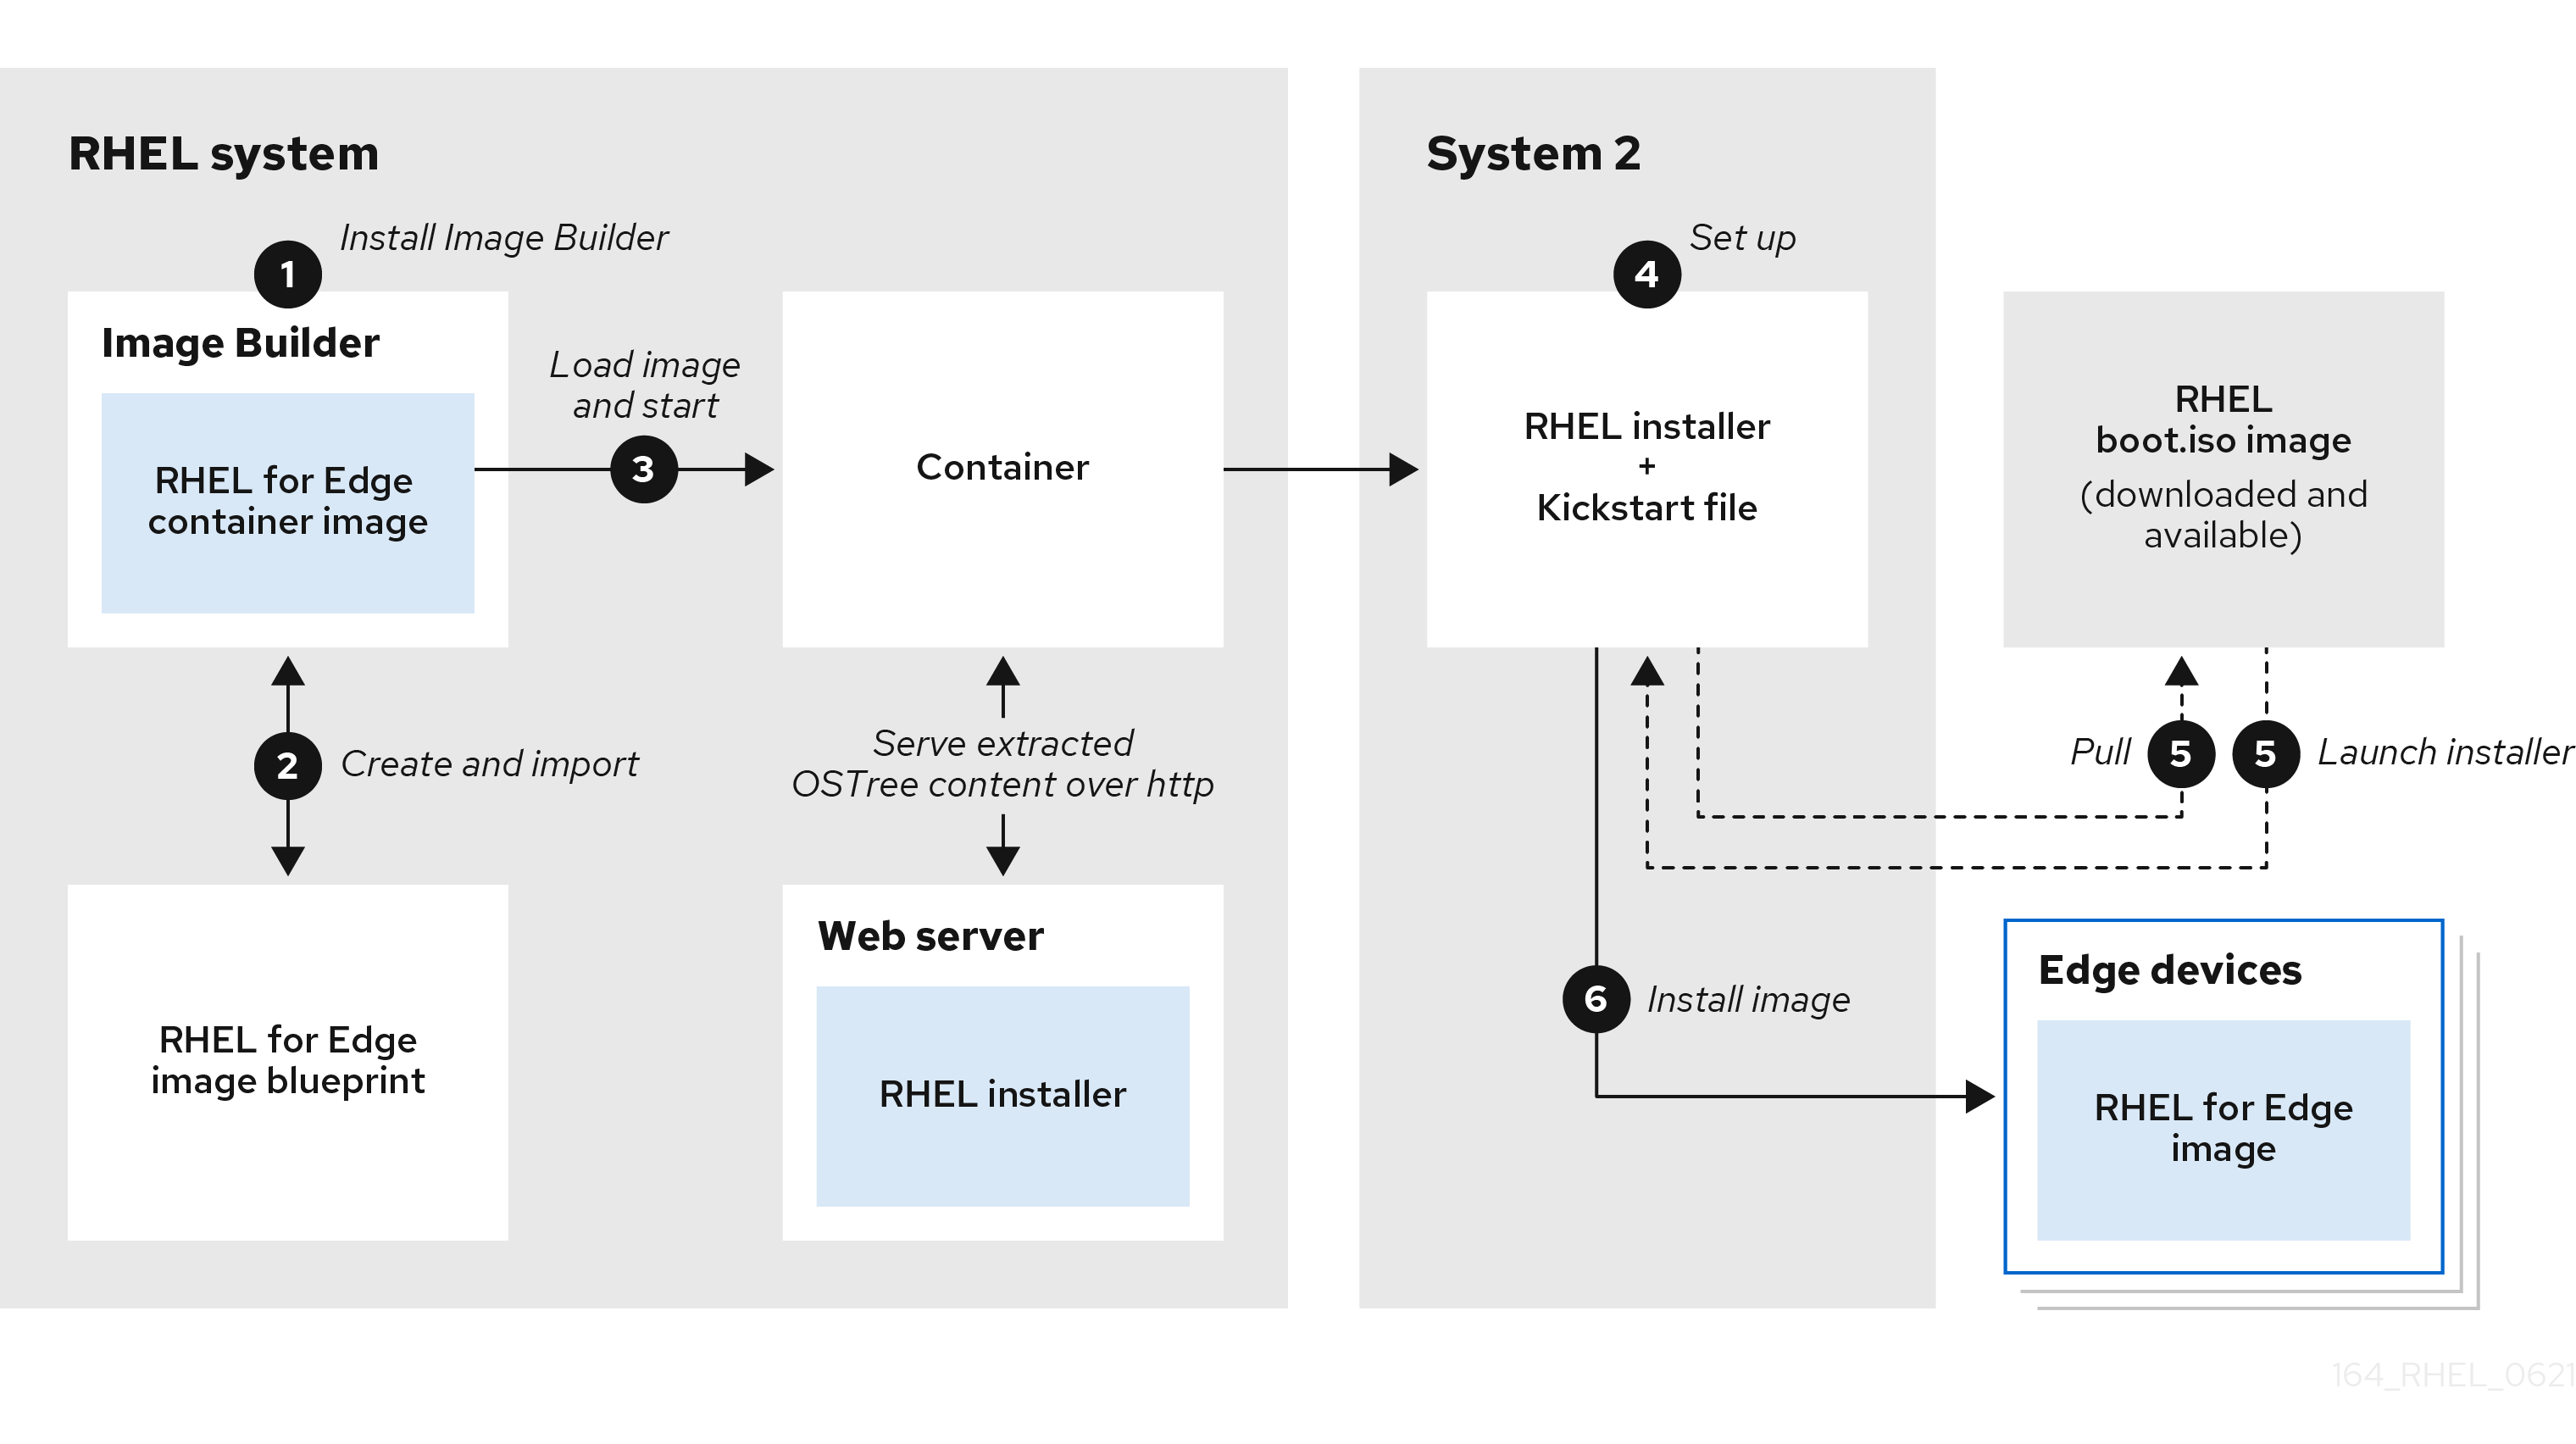 RHEL system
1
Install Image Builder
Image Builder
RHEL for Edge
container image
Load image
and start
3
Container
2
Create and import
Serve extracted
OSTree content over http
RHEL for Edge
image blueprint
Web server
RHEL installer
System 2
4
Set up
RHEL installer
+
Kickstart file
RHEL
boot.iso image
(downloaded and
available)
Pull
5
5
Launch installer
6
Install image
Edge devices
RHEL for Edge
image
164_RHEL_0621